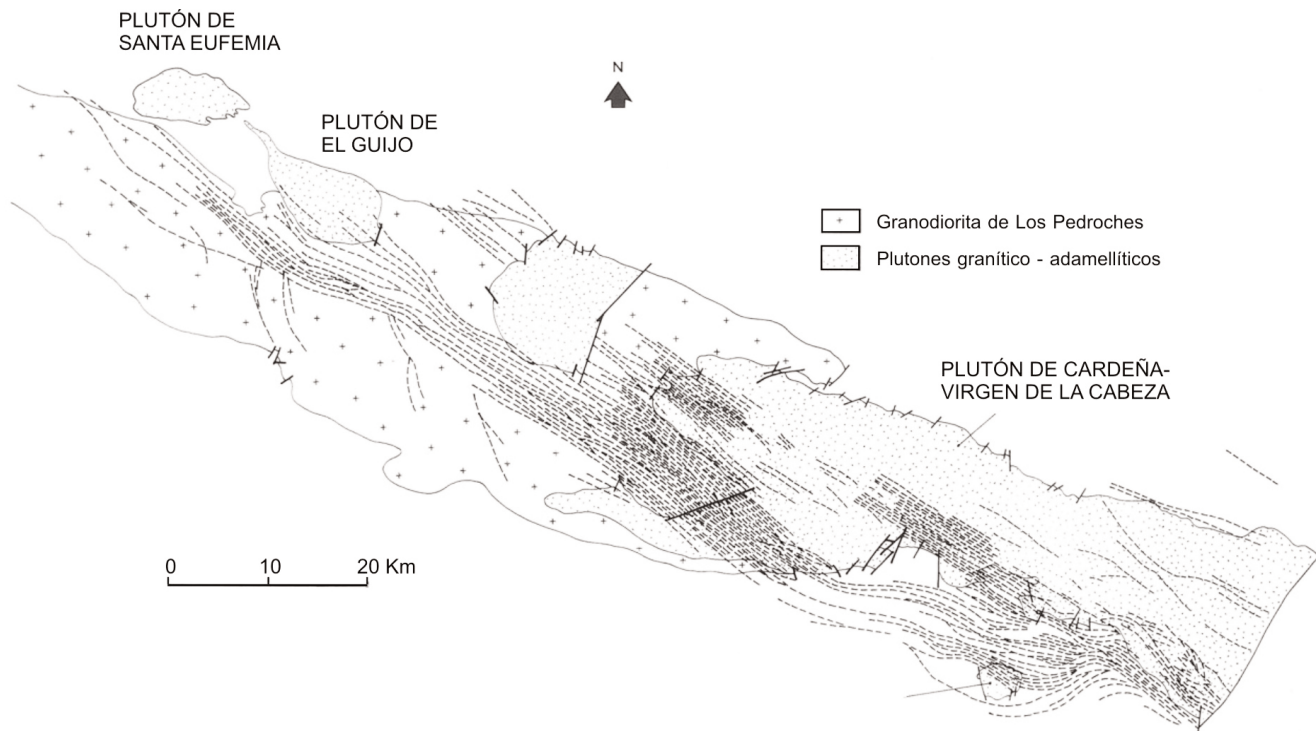 PLUTÓN DE
SANTA EUFEMIA
N
PLUTÓN DE
EL GUIJO
Granodiorita de Los Pedroches
Plutones granítico - adamellíticos
PLUTÓN DE CARDEÑA-
VIRGEN DE LA CABEZA
0 10 20 Km